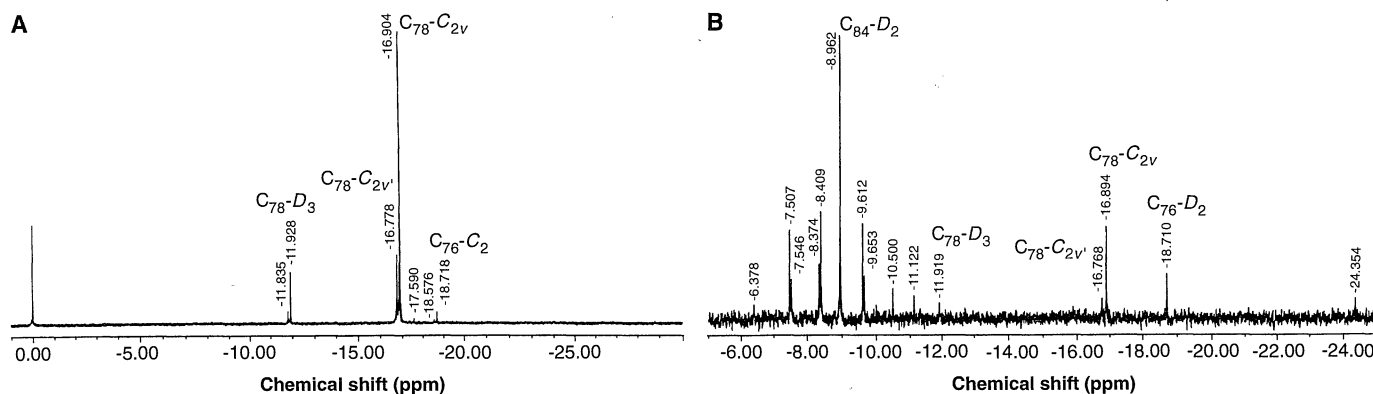 A
-16.904
C78-C2v
C78-C2v'
-16.778
C78-D3
-11.835
-11.928
C76-C2
-17.590
-18.576
-18.718
0.00 -5.00 -10.00 -15.00 -20.00 -25.00
Chemical shift (ppm)
B
C84-D2
-8.962
-7.507
-7.546
-8.374
-8.409
-9.612
-9.653
-6.378
-10.500
-11.122
C78-D3
-11.919
C78-C2v
C78-C2v'
-16.768
-16.894
C76-D2
-18.710
-24.354
-6.00 -8.00 -10.00 -12.00 -14.00 -16.00 -18.00 -20.00 -22.00 -24.00
Chemical shift (ppm)